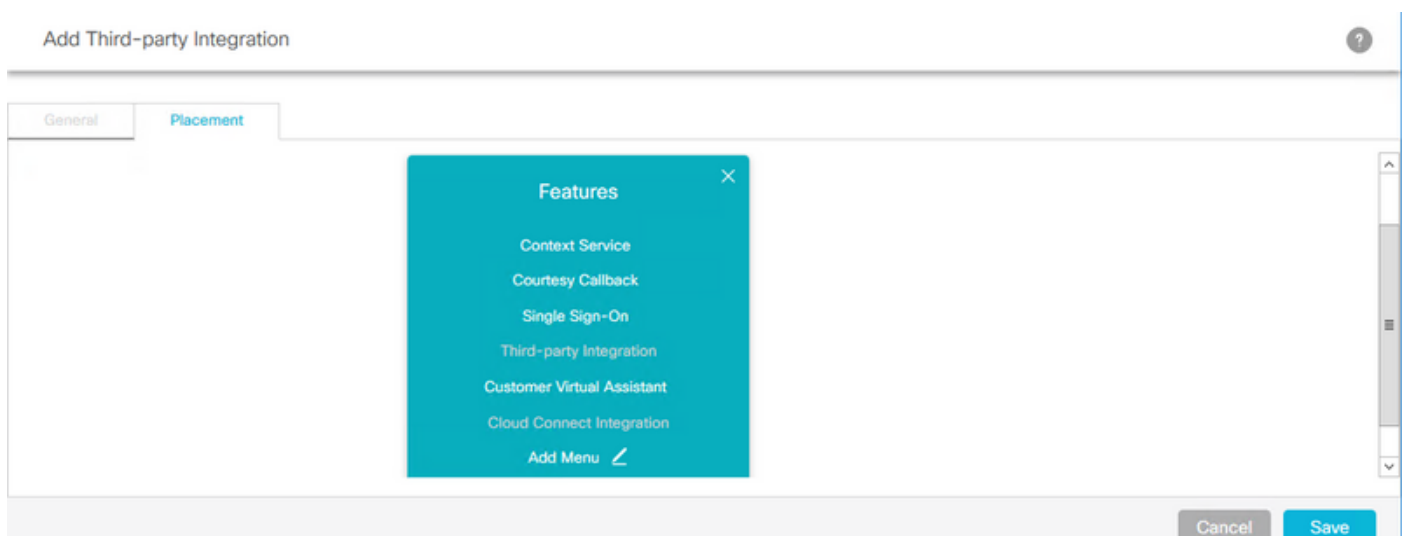 Add Third-party Integration
?
General Placement
Features
Context Service
Courtesy Callback
Single Sign-On
Third-party Integration
Customer Virtual Assistant
Cloud Connect Integration
Add Menu
Cancel Save